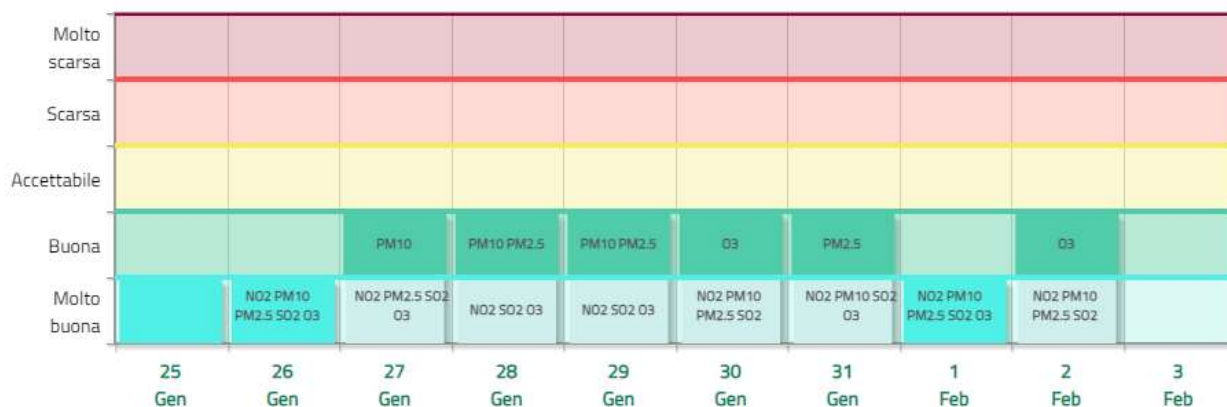 Molto
scarsa
Scarsa
Accettabile
Buona
PM10
PM10 PM2.5
PM10 PM2.5
O3
PM2.5
O3
Molto
buona
NO2 PM10
PM2.5 SO2 O3
NO2 PM2.5 SO2
O3
NO2 SO2 O3
NO2 SO2 O3
NO2 PM10
PM2.5 SO2
NO2 PM10 SO2
O3
NO2 PM10
PM2.5 SO2 O3
NO2 PM10
PM2.5 SO2
25
Gen
26
Gen
27
Gen
28
Gen
29
Gen
30
Gen
31
Gen
1
Feb
2
Feb
3
Feb